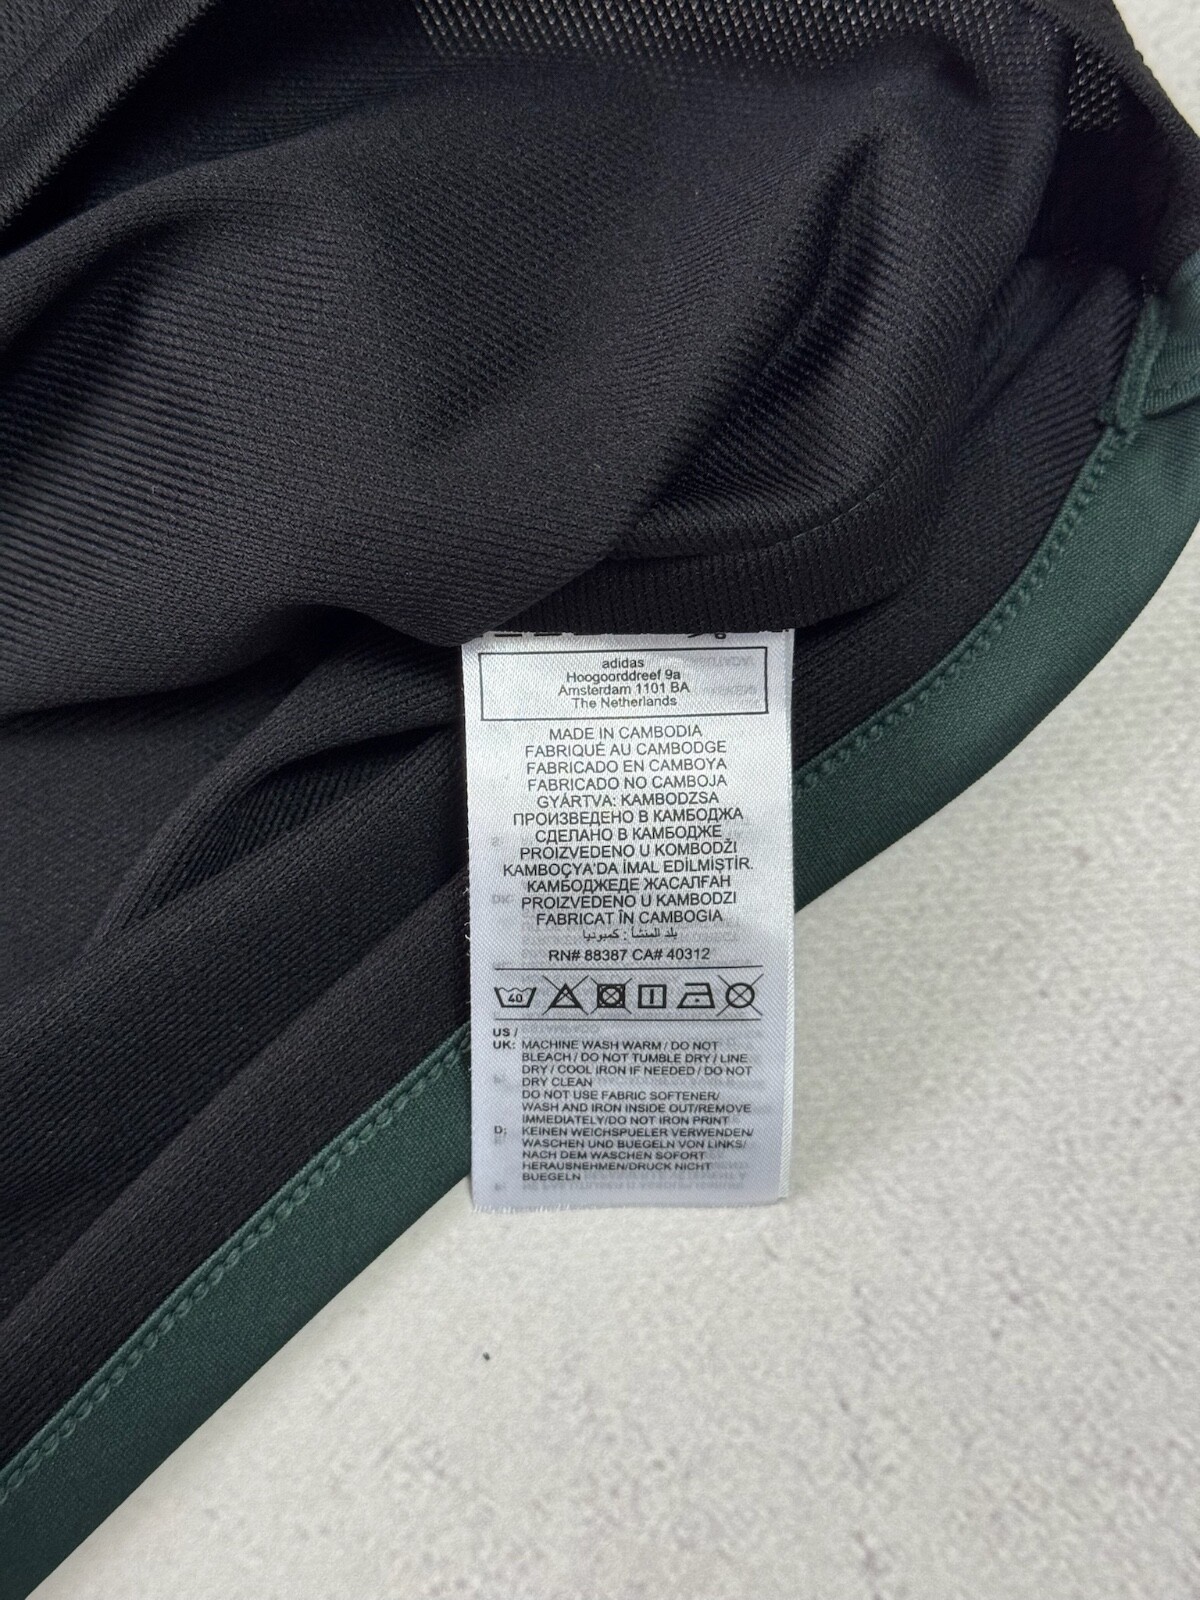 adidas
Hoogoorddreef 9a
Amsterdam 1101 BA
The Netherlands
MADE IN CAMBODIA
FABRIQUÉ AU CAMBODGE
FABRICADO EN CAMBOYA
FABRICADO NO CAMBOJA
GYÁRTVA: KAMBODZSA
ПРОИЗВЕДЕНО В КАМБОДЖА
СДЕЛАНО В КАМБОДЖЕ
PROIZVEDENO U KOMBODŽI
KAMBOÇYA'DA İMAL EDİLMİŞTİR.
КАМБОДЖЕДЕ ЖАСАЛҒАН
PROIZVEDENO U KAMBODZI
FABRICAT ÎN CAMBOGIA
بلد المنشأ : كمبوديا
RN# 88387 CA# 40312
40
US /
UK: MACHINE WASH WARM / DO NOT
BLEACH / DO NOT TUMBLE DRY / LINE
DRY / COOL IRON IF NEEDED / DO NOT
DRY CLEAN
DO NOT USE FABRIC SOFTENER/
WASH AND IRON INSIDE OUT/REMOVE
IMMEDIATELY/DO NOT IRON PRINT
D: KEINEN WEICHSPUELER VERWENDEN/
WASCHEN UND BUEGELN VON LINKS/
NACH DEM WASCHEN SOFORT
HERAUSNEHMEN/DRUCK NICHT
BUEGELN